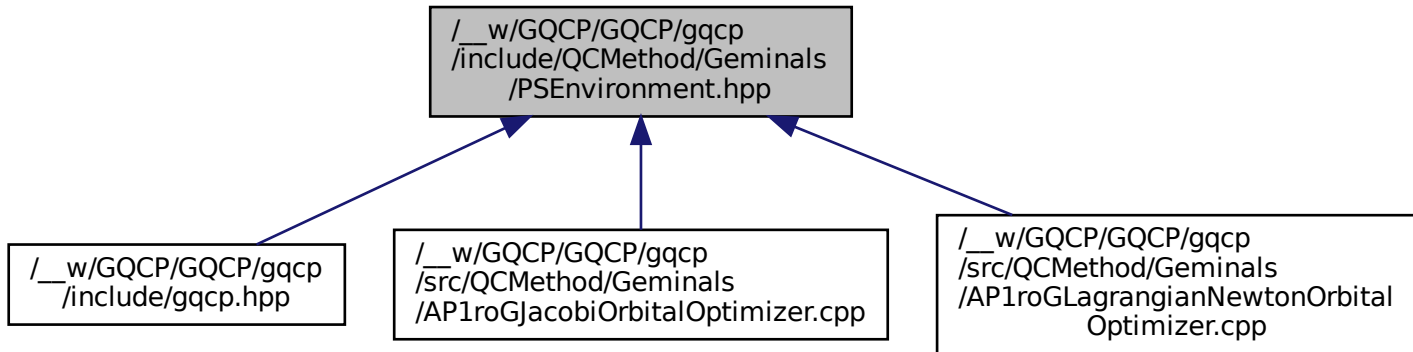 /__w/GQCP/GQCP/gqcp
/include/QCMethod/Geminals
/PSEnvironment.hpp
/__w/GQCP/GQCP/gqcp
/include/gqcp.hpp
/__w/GQCP/GQCP/gqcp
/src/QCMethod/Geminals
/AP1roGJacobiOrbitalOptimizer.cpp
/__w/GQCP/GQCP/gqcp
/src/QCMethod/Geminals
/AP1roGLagrangianNewtonOrbital
Optimizer.cpp